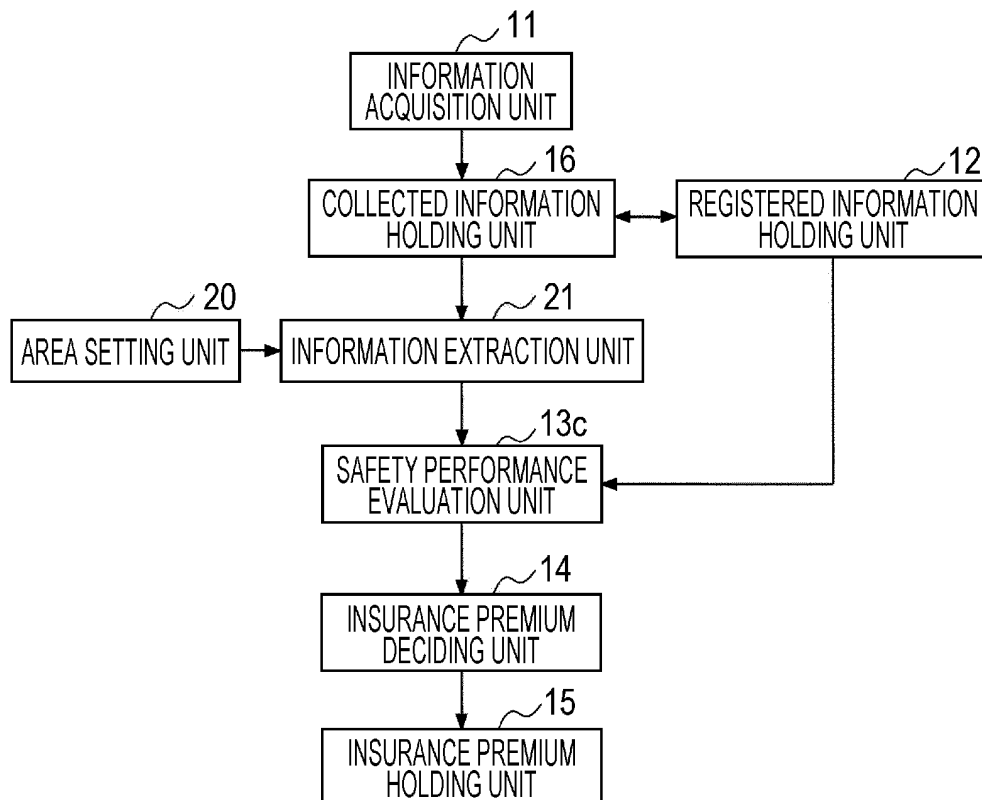 11
INFORMATION
ACQUISITION UNIT
16
COLLECTED INFORMATION
HOLDING UNIT
12
REGISTERED INFORMATION
HOLDING UNIT
20
AREA SETTING UNIT
21
INFORMATION EXTRACTION UNIT
13c
SAFETY PERFORMANCE
EVALUATION UNIT
14
INSURANCE PREMIUM
DECIDING UNIT
15
INSURANCE PREMIUM
HOLDING UNIT